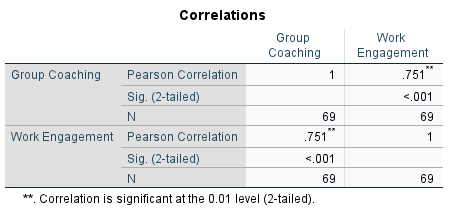 Correlations
Group Coaching Work Engagement
Group Coaching Pearson Correlation 1 .751**
Sig. (2-tailed) <.001
N 69 69
Work Engagement Pearson Correlation .751** 1
Sig. (2-tailed) <.001
N 69 69
**. Correlation is significant at the 0.01 level (2-tailed).